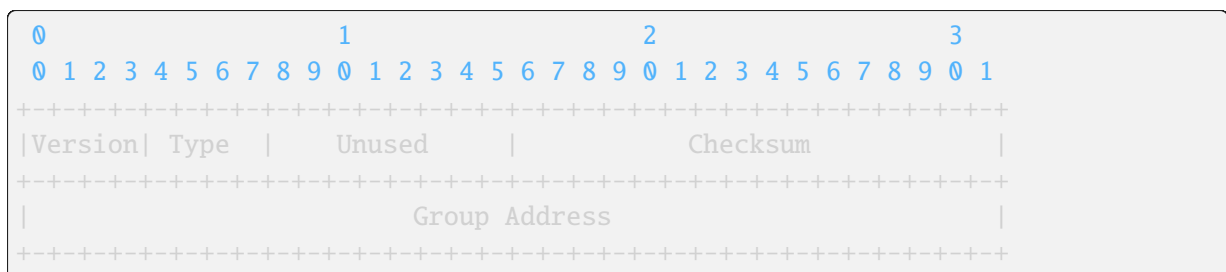 0                   1                   2                   3
 0 1 2 3 4 5 6 7 8 9 0 1 2 3 4 5 6 7 8 9 0 1 2 3 4 5 6 7 8 9 0 1
+-+-+-+-+-+-+-+-+-+-+-+-+-+-+-+-+-+-+-+-+-+-+-+-+-+-+-+-+-+-+-+-+
|Version| Type  |    Unused     |           Checksum            |
+-+-+-+-+-+-+-+-+-+-+-+-+-+-+-+-+-+-+-+-+-+-+-+-+-+-+-+-+-+-+-+-+
|                         Group Address                         |
+-+-+-+-+-+-+-+-+-+-+-+-+-+-+-+-+-+-+-+-+-+-+-+-+-+-+-+-+-+-+-+-+